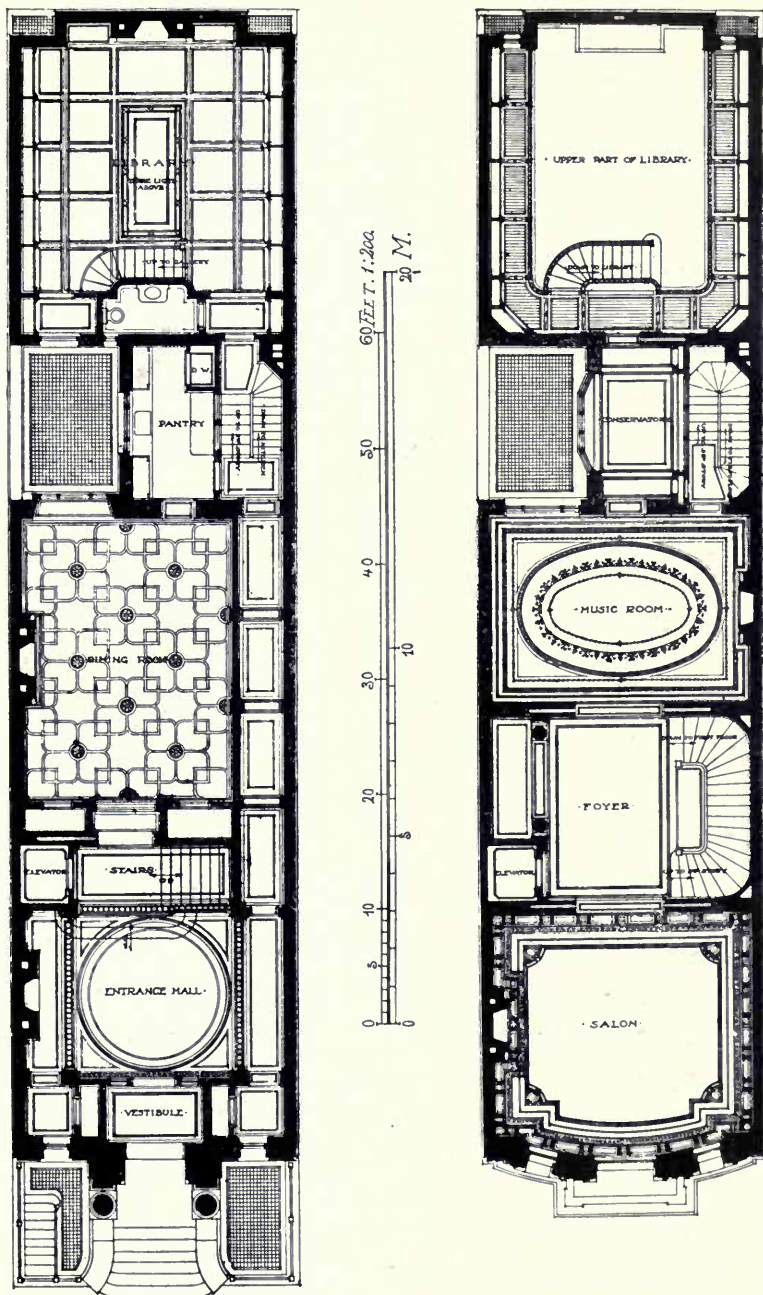 LIBRARY
ABOVE
UP TO GALLERY
D.W.
PANTRY
DINING ROOM
ELEVATOR
STAIRS
UP
ENTRANCE HALL
VESTIBULE
FEET. 1:200. M.
60
50
40
30
20
10
5
0
20
10
5
0
UPPER PART OF LIBRARY
DOWN TO LIBRARY
CONSERVATORY
MUSIC ROOM
DOWN TO FIRST FLOOR
FOYER
ELEVATOR
SALON